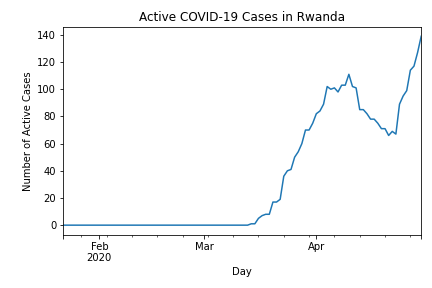 Active COVID-19 Cases in Rwanda
140
120
100
80
60
40
20
0
Number of Active Cases
Feb
2020
Mar
Apr
Day